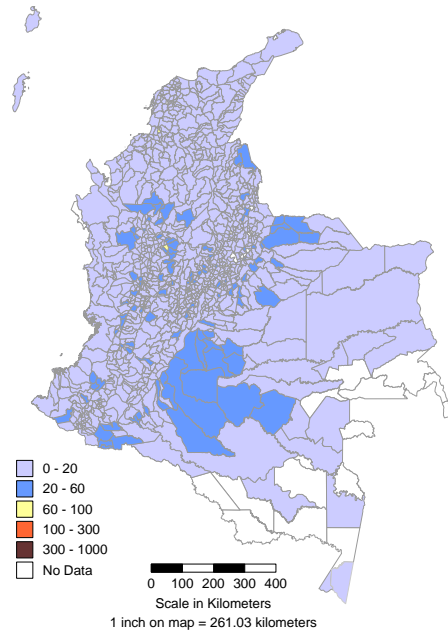 0 - 20
20 - 60
60 - 100
100 - 300
300 - 1000
No Data
0 100 200 300 400
Scale in Kilometers
1 inch on map = 261.03 kilometers